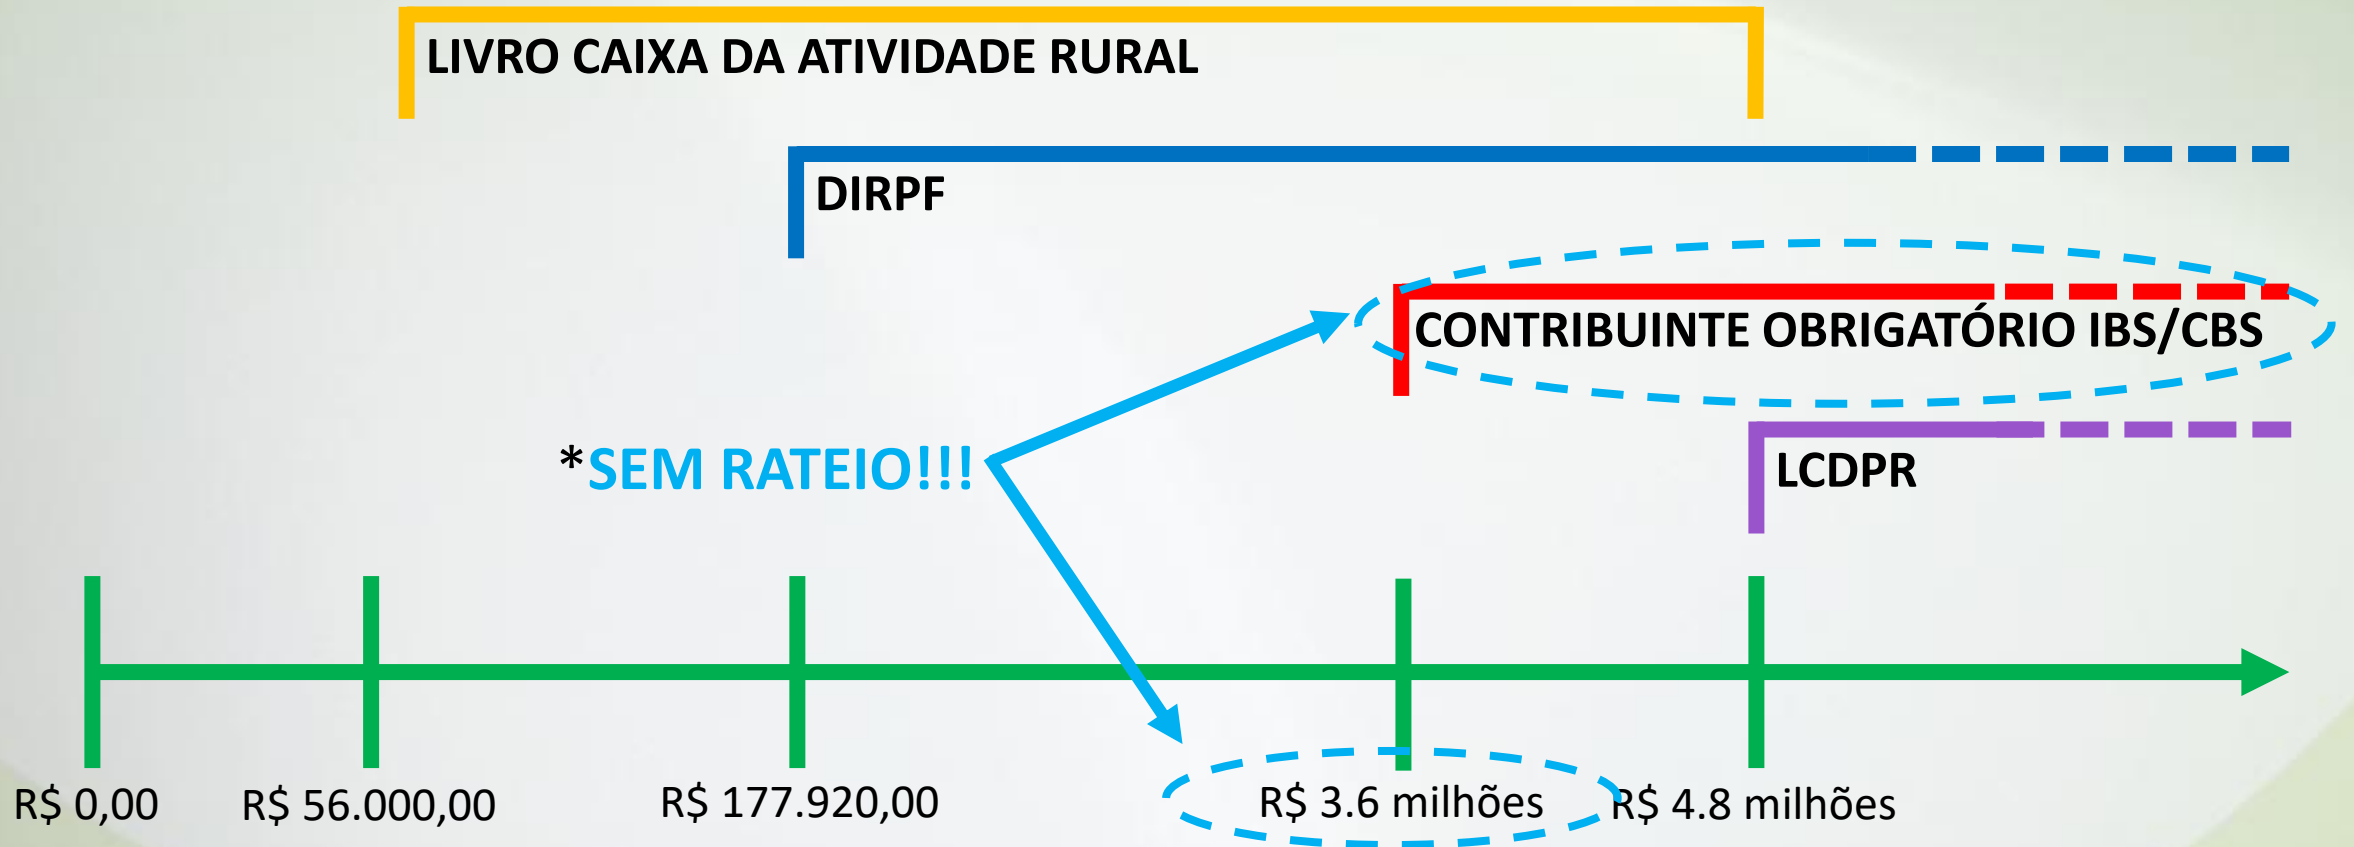 LIVRO CAIXA DA ATIVIDADE RURAL
DIRPF
CONTRIBUINTE OBRIGATÓRIO IBS/CBS
*SEM RATEIO!!!
LCDPR
R$ 0,00
R$ 56.000,00
R$ 177.920,00
R$ 3.6 milhões
R$ 4.8 milhões